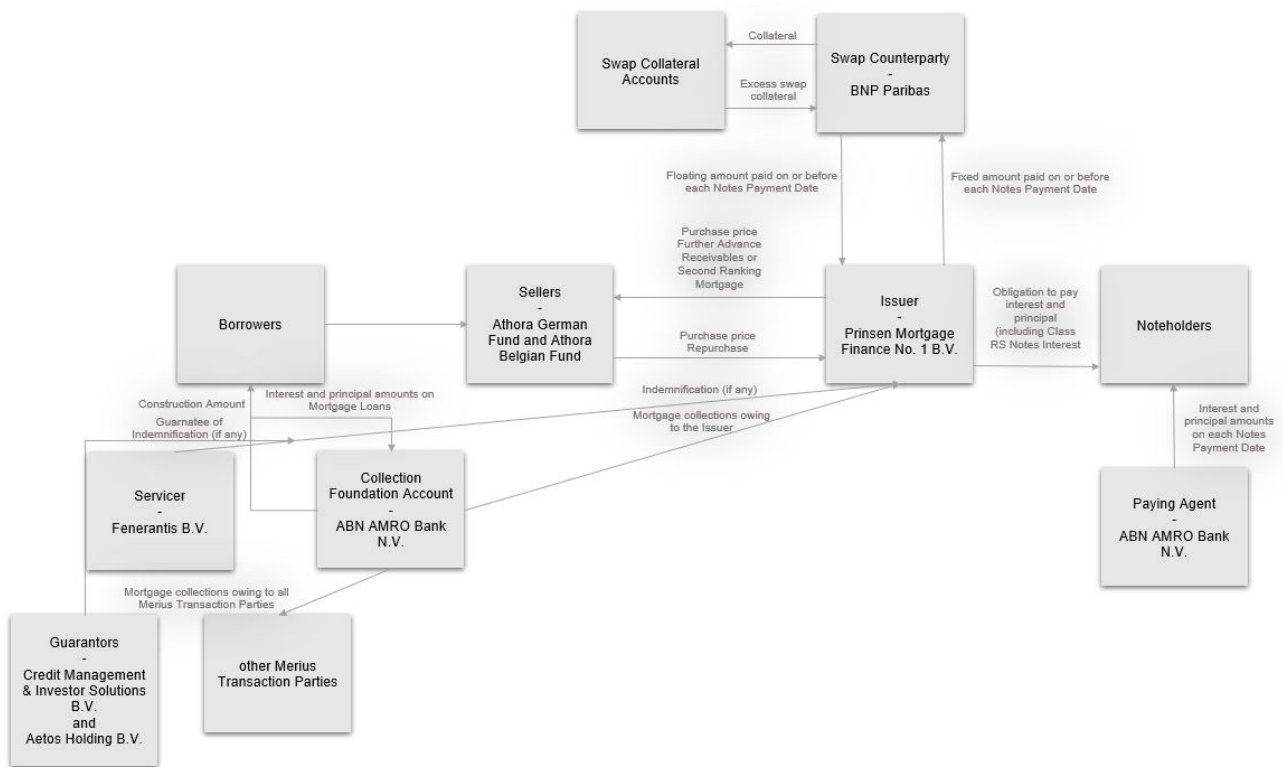 Collateral
Swap Collateral
Accounts
Excess swap
collateral
Swap Counterparty
-
BNP Paribas
Floating amount paid on or before
each Notes Payment Date
Fixed amount paid on or before
each Notes Payment Date
Purchase price
Further Advance
Receivables or
Second Ranking
Mortgage
Borrowers
Sellers
-
Athora German
Fund and Athora
Belgian Fund
Purchase price
Repurchase
Issuer
-
Prinsen Mortgage
Finance No. 1 B.V.
Obligation to pay
interest and
principal
(including Class
RS Notes Interest
Noteholders
Construction Amount
Interest and principal amounts on
Mortgage Loans
Indemnification (if any)
Guarnatee of
Indemnification (if any)
Mortgage collections owing
to the Issuer
Interest and
principal amounts
on each Notes
Payment Date
Servicer
-
Fenerantis B.V.
Collection
Foundation Account
-
ABN AMRO Bank
N.V.
Paying Agent
-
ABN AMRO Bank
N.V.
Mortgage collections owing to all
Merius Transaction Parties
Guarantors
-
Credit Management
& Investor Solutions
B.V.
and
Aetos Holding B.V.
other Merius
Transaction Parties